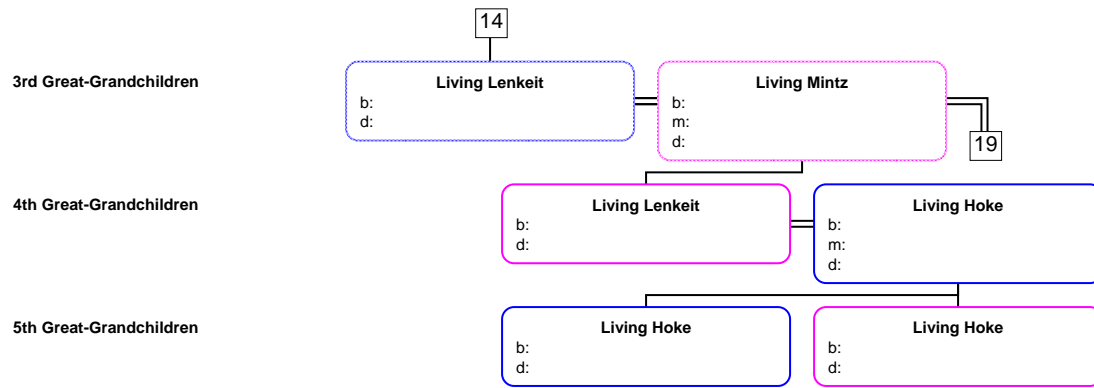 14
3rd Great-Grandchildren
Living Lenkeit
b:
d:
Living Mintz
b:
m:
d:
19
4th Great-Grandchildren
Living Lenkeit
b:
d:
Living Hoke
b:
m:
d:
5th Great-Grandchildren
Living Hoke
b:
d:
Living Hoke
b:
d: